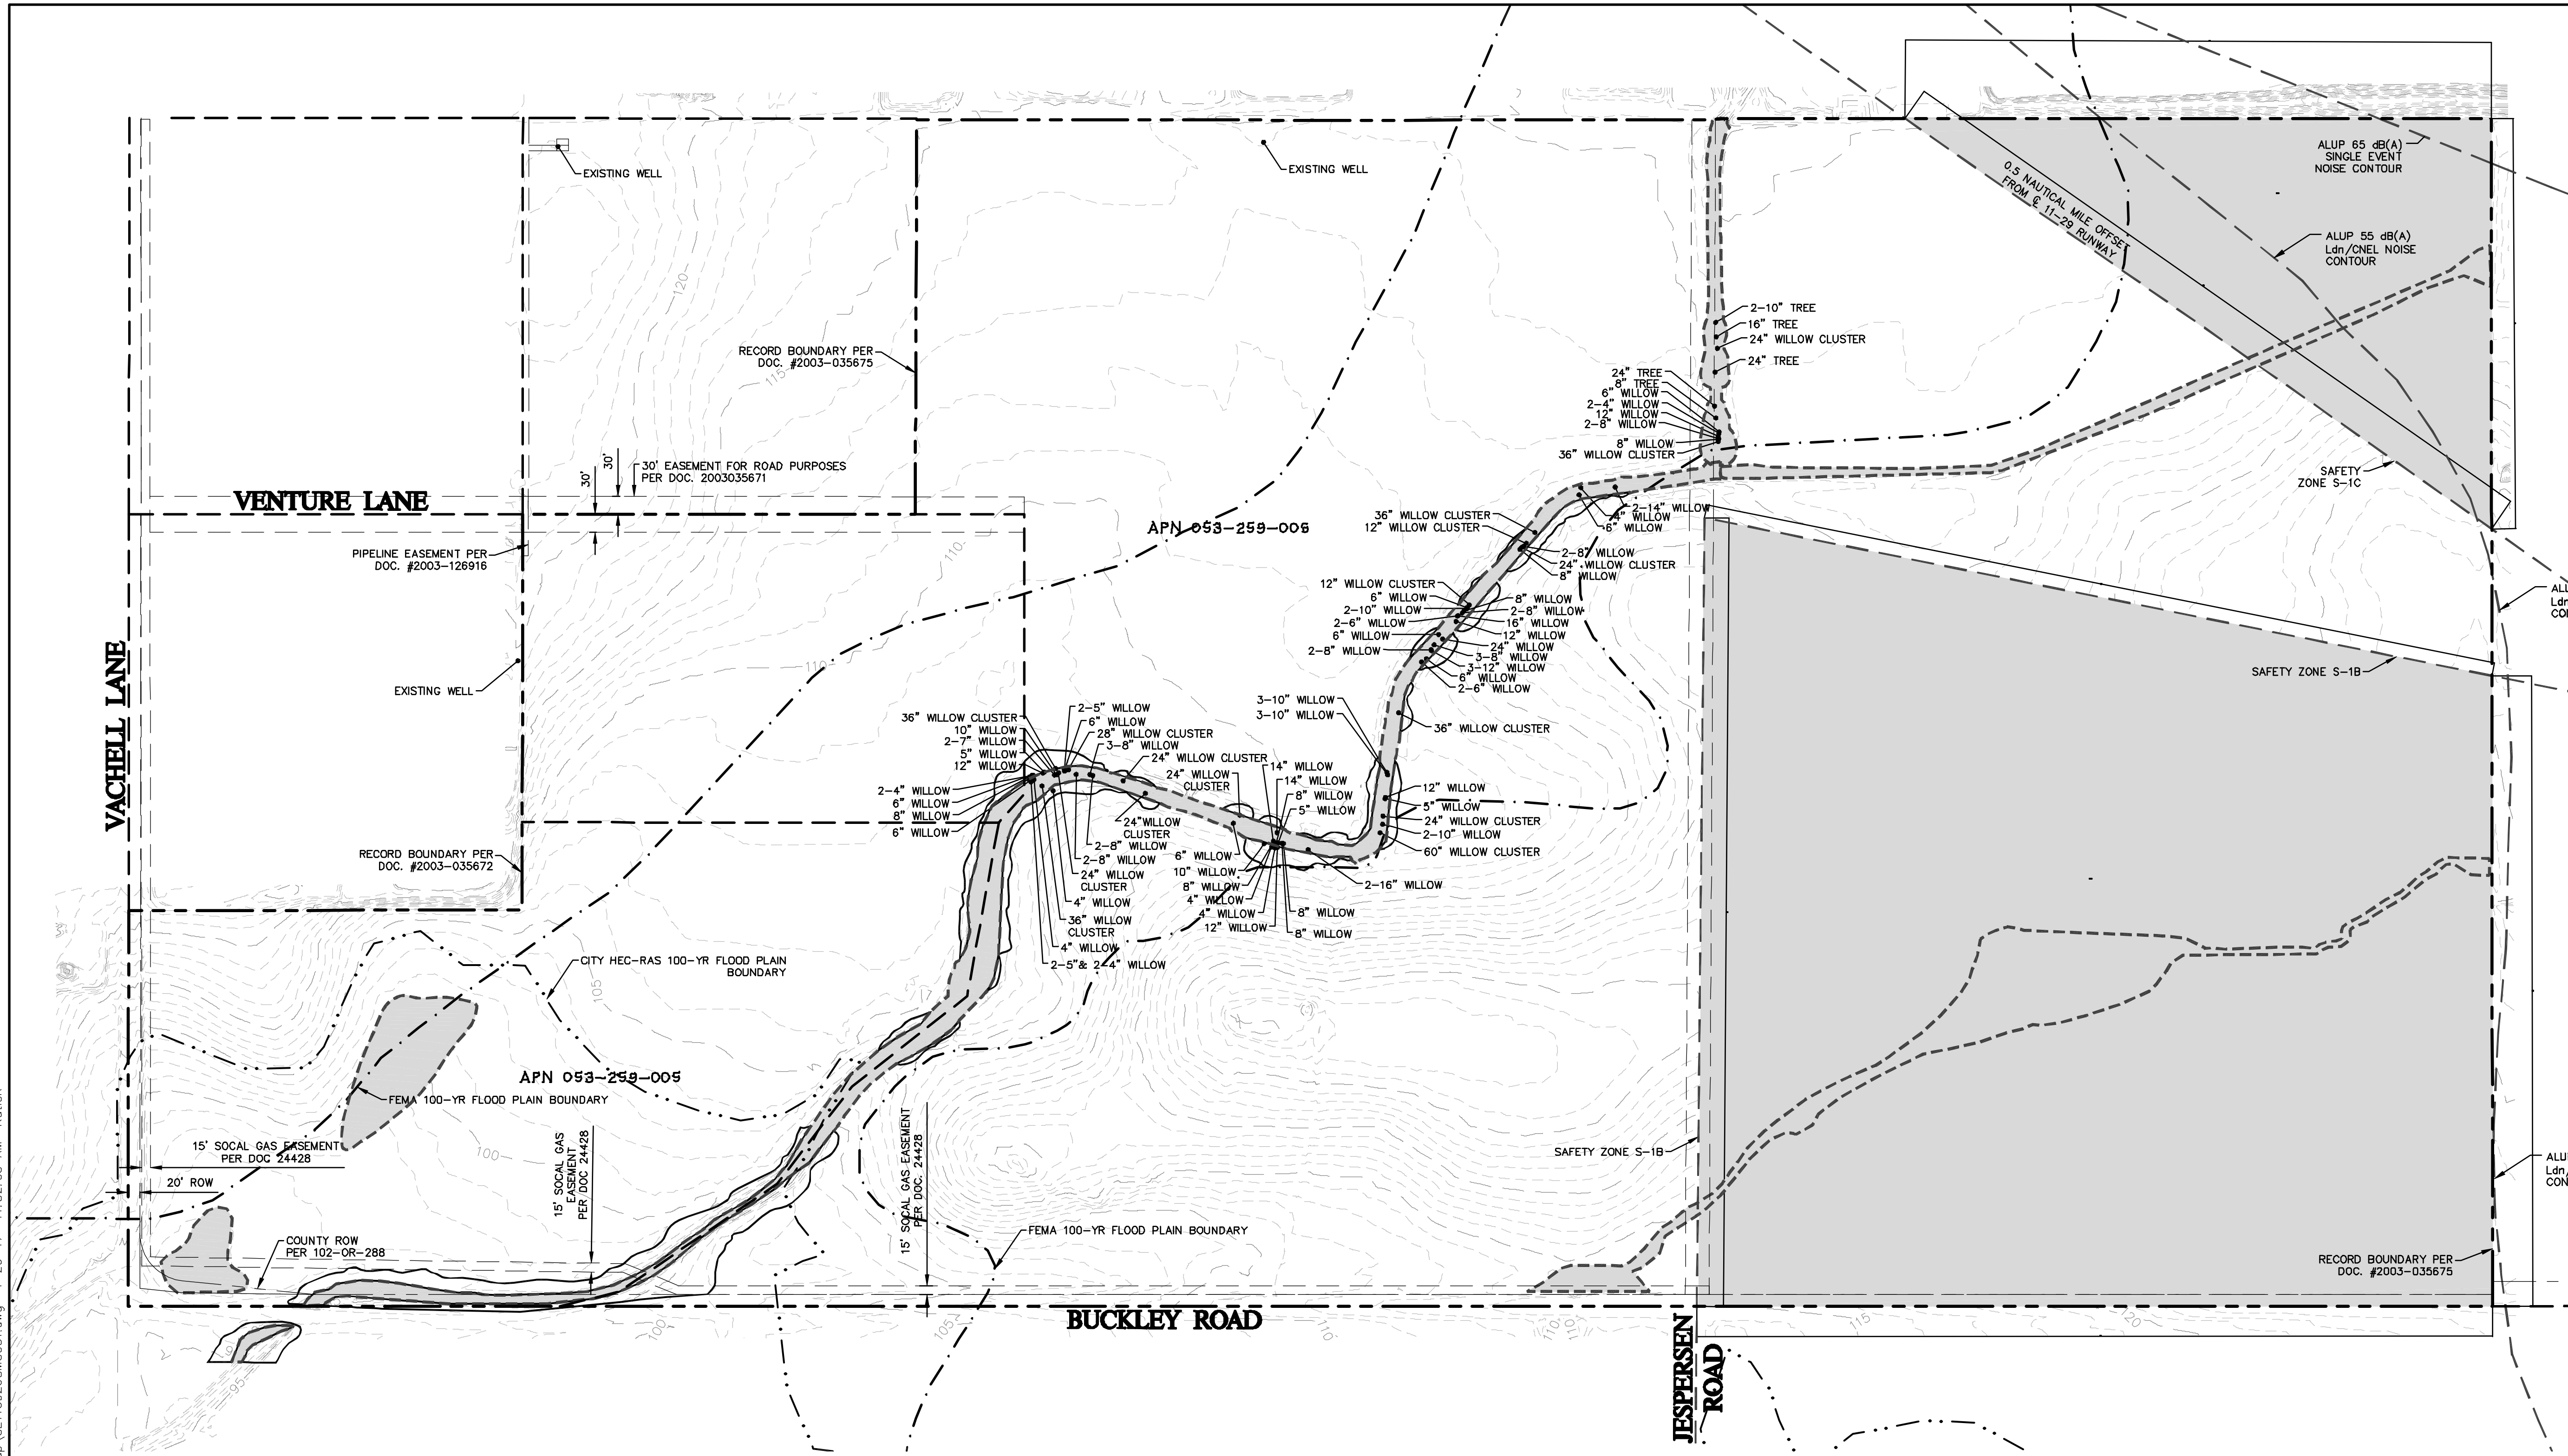 ALUP 65 dB(A)
SINGLE EVENT
NOISE CONTOUR
0.5 NAUTICAL MILE OFFSET
FROM ℄ 11-29 RUNWAY
ALUP 55 dB(A)
Ldn/CNEL NOISE
CONTOUR
EXISTING WELL
EXISTING WELL
120
115
RECORD BOUNDARY PER
DOC. #2003-035675
2-10" TREE
16" TREE
24" WILLOW CLUSTER
24" TREE
24" TREE
8" TREE
6" WILLOW
2-4" WILLOW
12" WILLOW
2-8" WILLOW
8" WILLOW
36" WILLOW CLUSTER
SAFETY
ZONE S-1C
30'
30'
30' EASEMENT FOR ROAD PURPOSES
PER DOC. 2003035671
VENTURE LANE
PIPELINE EASEMENT PER
DOC. #2003-126916
110
110
APN 053-259-006
36" WILLOW CLUSTER
12" WILLOW CLUSTER
2-14" WILLOW
4" WILLOW
6" WILLOW
2-8" WILLOW
24" WILLOW CLUSTER
8" WILLOW
12" WILLOW CLUSTER
6" WILLOW
2-10" WILLOW
2-6" WILLOW
6" WILLOW
2-8" WILLOW
8" WILLOW
2-8" WILLOW
16" WILLOW
12" WILLOW
24" WILLOW
3-8" WILLOW
3-12" WILLOW
6" WILLOW
2-6" WILLOW
3-10" WILLOW
3-10" WILLOW
36" WILLOW CLUSTER
SAFETY ZONE S-1B
EXISTING WELL
VACHELL LANE
36" WILLOW CLUSTER
10" WILLOW
2-7" WILLOW
5" WILLOW
12" WILLOW
2-4" WILLOW
6" WILLOW
8" WILLOW
6" WILLOW
2-5" WILLOW
6" WILLOW
28" WILLOW CLUSTER
3-8" WILLOW
24" WILLOW CLUSTER
24" WILLOW
CLUSTER
14" WILLOW
14" WILLOW
8" WILLOW
5" WILLOW
12" WILLOW
5" WILLOW
24" WILLOW CLUSTER
2-10" WILLOW
60" WILLOW CLUSTER
24"WILLOW
CLUSTER
2-8" WILLOW
2-8" WILLOW
24" WILLOW
CLUSTER
4" WILLOW
36" WILLOW
CLUSTER
4" WILLOW
2-5"& 2-4" WILLOW
6" WILLOW
10" WILLOW
8" WILLOW
4" WILLOW
4" WILLOW
12" WILLOW
2-16" WILLOW
8" WILLOW
8" WILLOW
RECORD BOUNDARY PER
DOC. #2003-035672
CITY HEC-RAS 100-YR FLOOD PLAIN
BOUNDARY
105
APN 053-259-005
FEMA 100-YR FLOOD PLAIN BOUNDARY
15' SOCAL GAS EASEMENT
PER DOC 24428
20' ROW
100
15' SOCAL GAS
EASEMENT
PER DOC 24428
15' SOCAL GAS EASEMENT
PER DOC. 24428
SAFETY ZONE S-1B
FEMA 100-YR FLOOD PLAIN BOUNDARY
COUNTY ROW
PER 102-OR-288
RECORD BOUNDARY PER
DOC. #2003-035675
BUCKLEY ROAD
100
105
110
110
110
115
120
95
JESPERSEN
ROAD